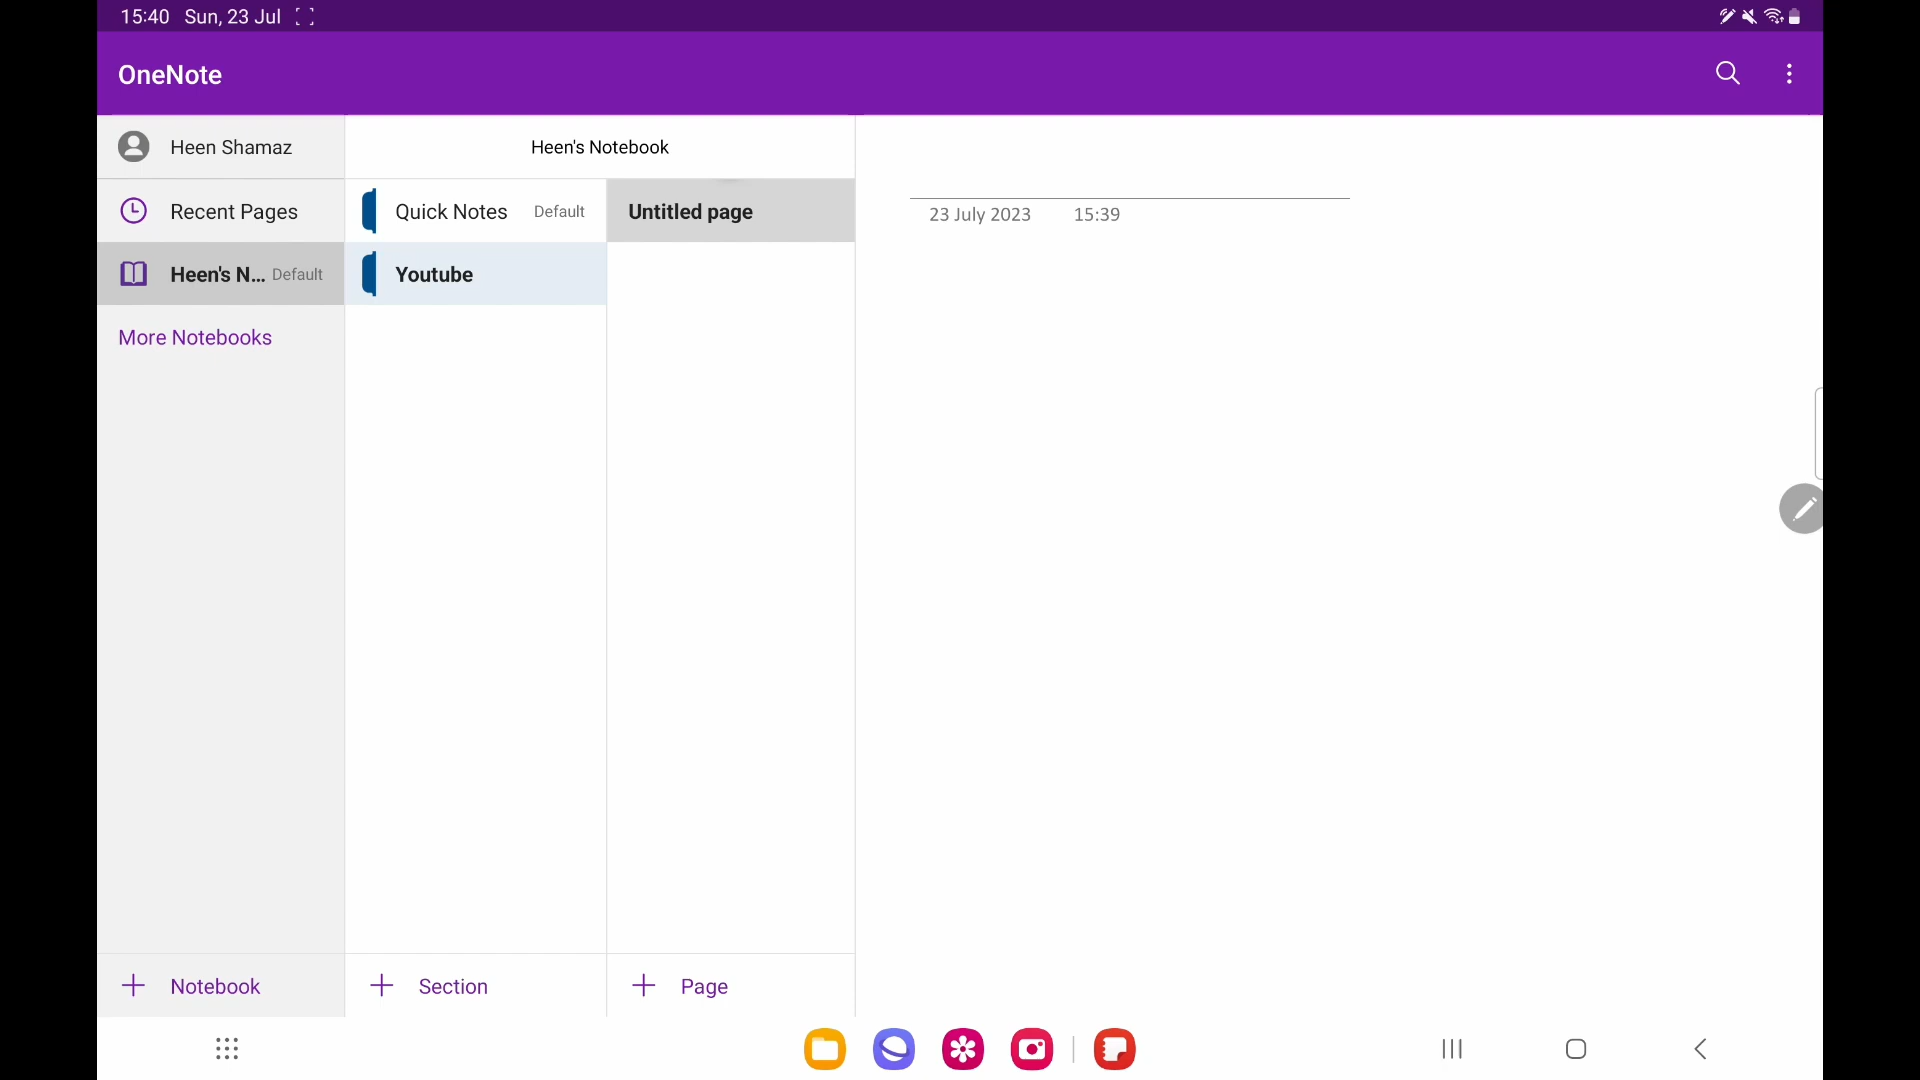 15:40 Sun, 23 Jul
OneNote
Heen Shamaz
Heen's Notebook
Recent Pages
Quick Notes Default
Untitled page
23 July 2023 15:39
Heen's N... Default
Youtube
More Notebooks
+ Notebook
+ Section
+ Page